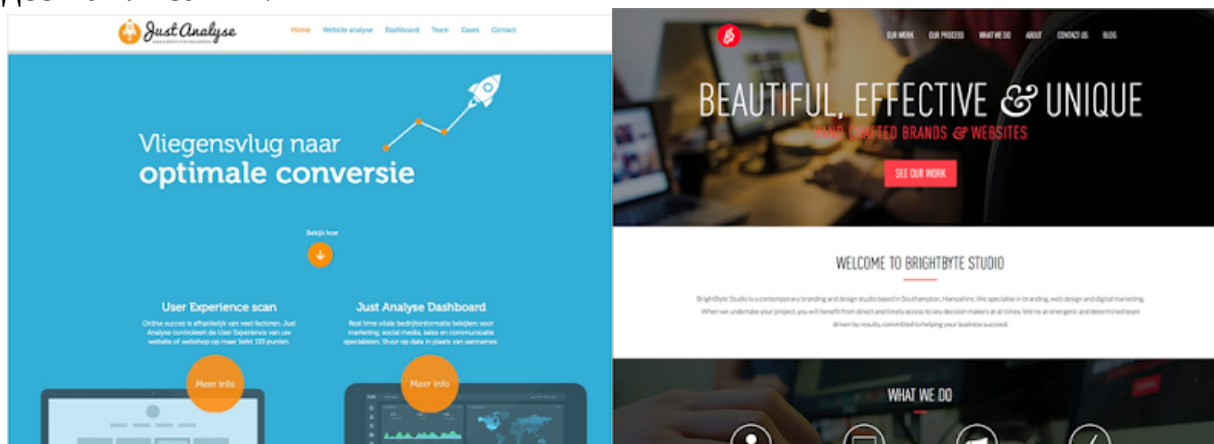 Just Analyse
Home Website analyse Dashboard Team Cases Contact
Vliegensvlug naar
optimale conversie
Bekijk hoe
User Experience scan
Online succes is afhankelijk van veel factoren. Just
Analyse controleert de User Experience van uw
website of webshop op maar liefst 133 punten.
Meer info
Just Analyse Dashboard
Real time vitale bedrijfsinformatie bekijken voor
marketing, social media, sales en communicatie
specialisten. Stuur op data in plaats van aannames.
Meer info
OUR WORK OUR PROCESS WHAT WE DO ABOUT CONTACT US BLOG
BEAUTIFUL, EFFECTIVE & UNIQUE
HAND CRAFTED BRANDS & WEBSITES
SEE OUR WORK
WELCOME TO BRIGHTBYTE STUDIO
BrightByte Studio is a contemporary branding and design studio based in Southampton, Hampshire. We specialise in branding, web design and digital marketing.
When we undertake your project, you will benefit from direct and timely access to key decision makers at all times. We're an energetic and determined team
driven by results, committed to helping your business succeed.
WHAT WE DO